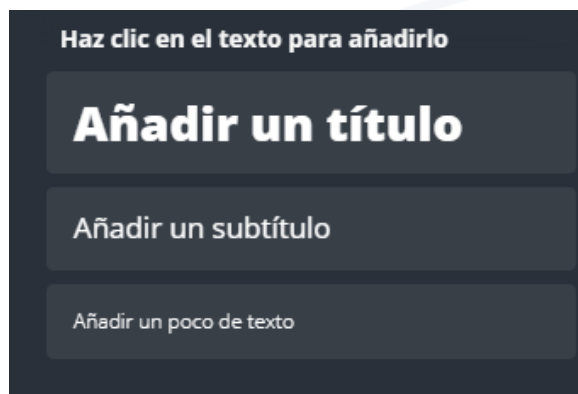 Haz clic en el texto para añadirlo
Añadir un título
Añadir un subtítulo
Añadir un poco de texto